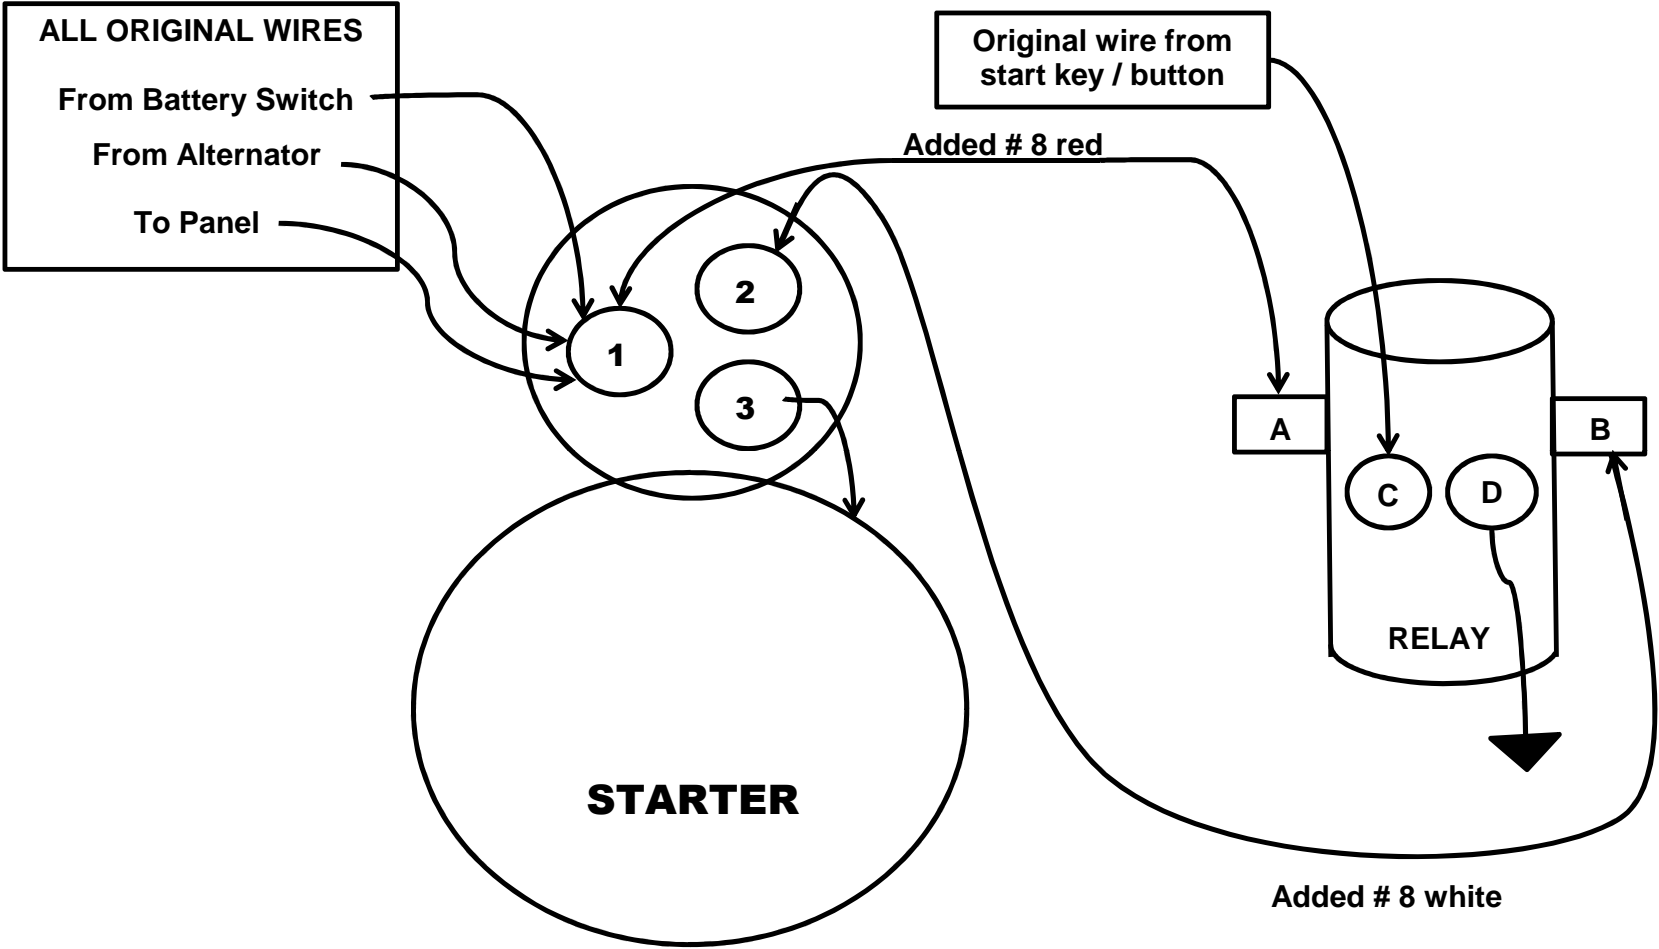 ALL ORIGINAL WIRES
From Battery Switch
From Alternator
To Panel
Original wire from
start key / button
Added # 8 red
1
2
3
A
B
C
D
RELAY
STARTER
Added # 8 white